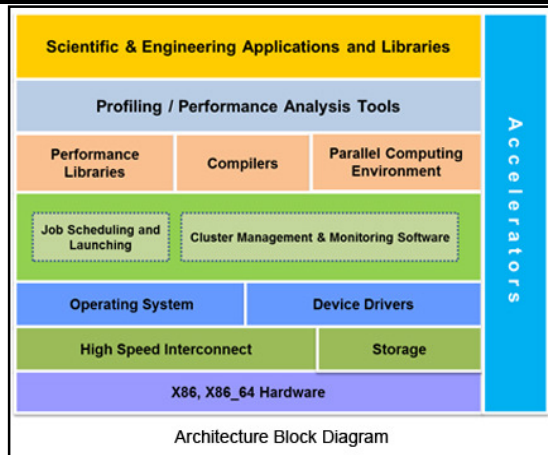 Scientific & Engineering Applications and Libraries
Profiling / Performance Analysis Tools
Performance
Libraries
Compilers
Parallel Computing
Environment
Job Scheduling and
Launching
Cluster Management & Monitoring Software
Operating System
Device Drivers
High Speed Interconnect
Storage
X86, X86_64 Hardware
Accelerators
Architecture Block Diagram